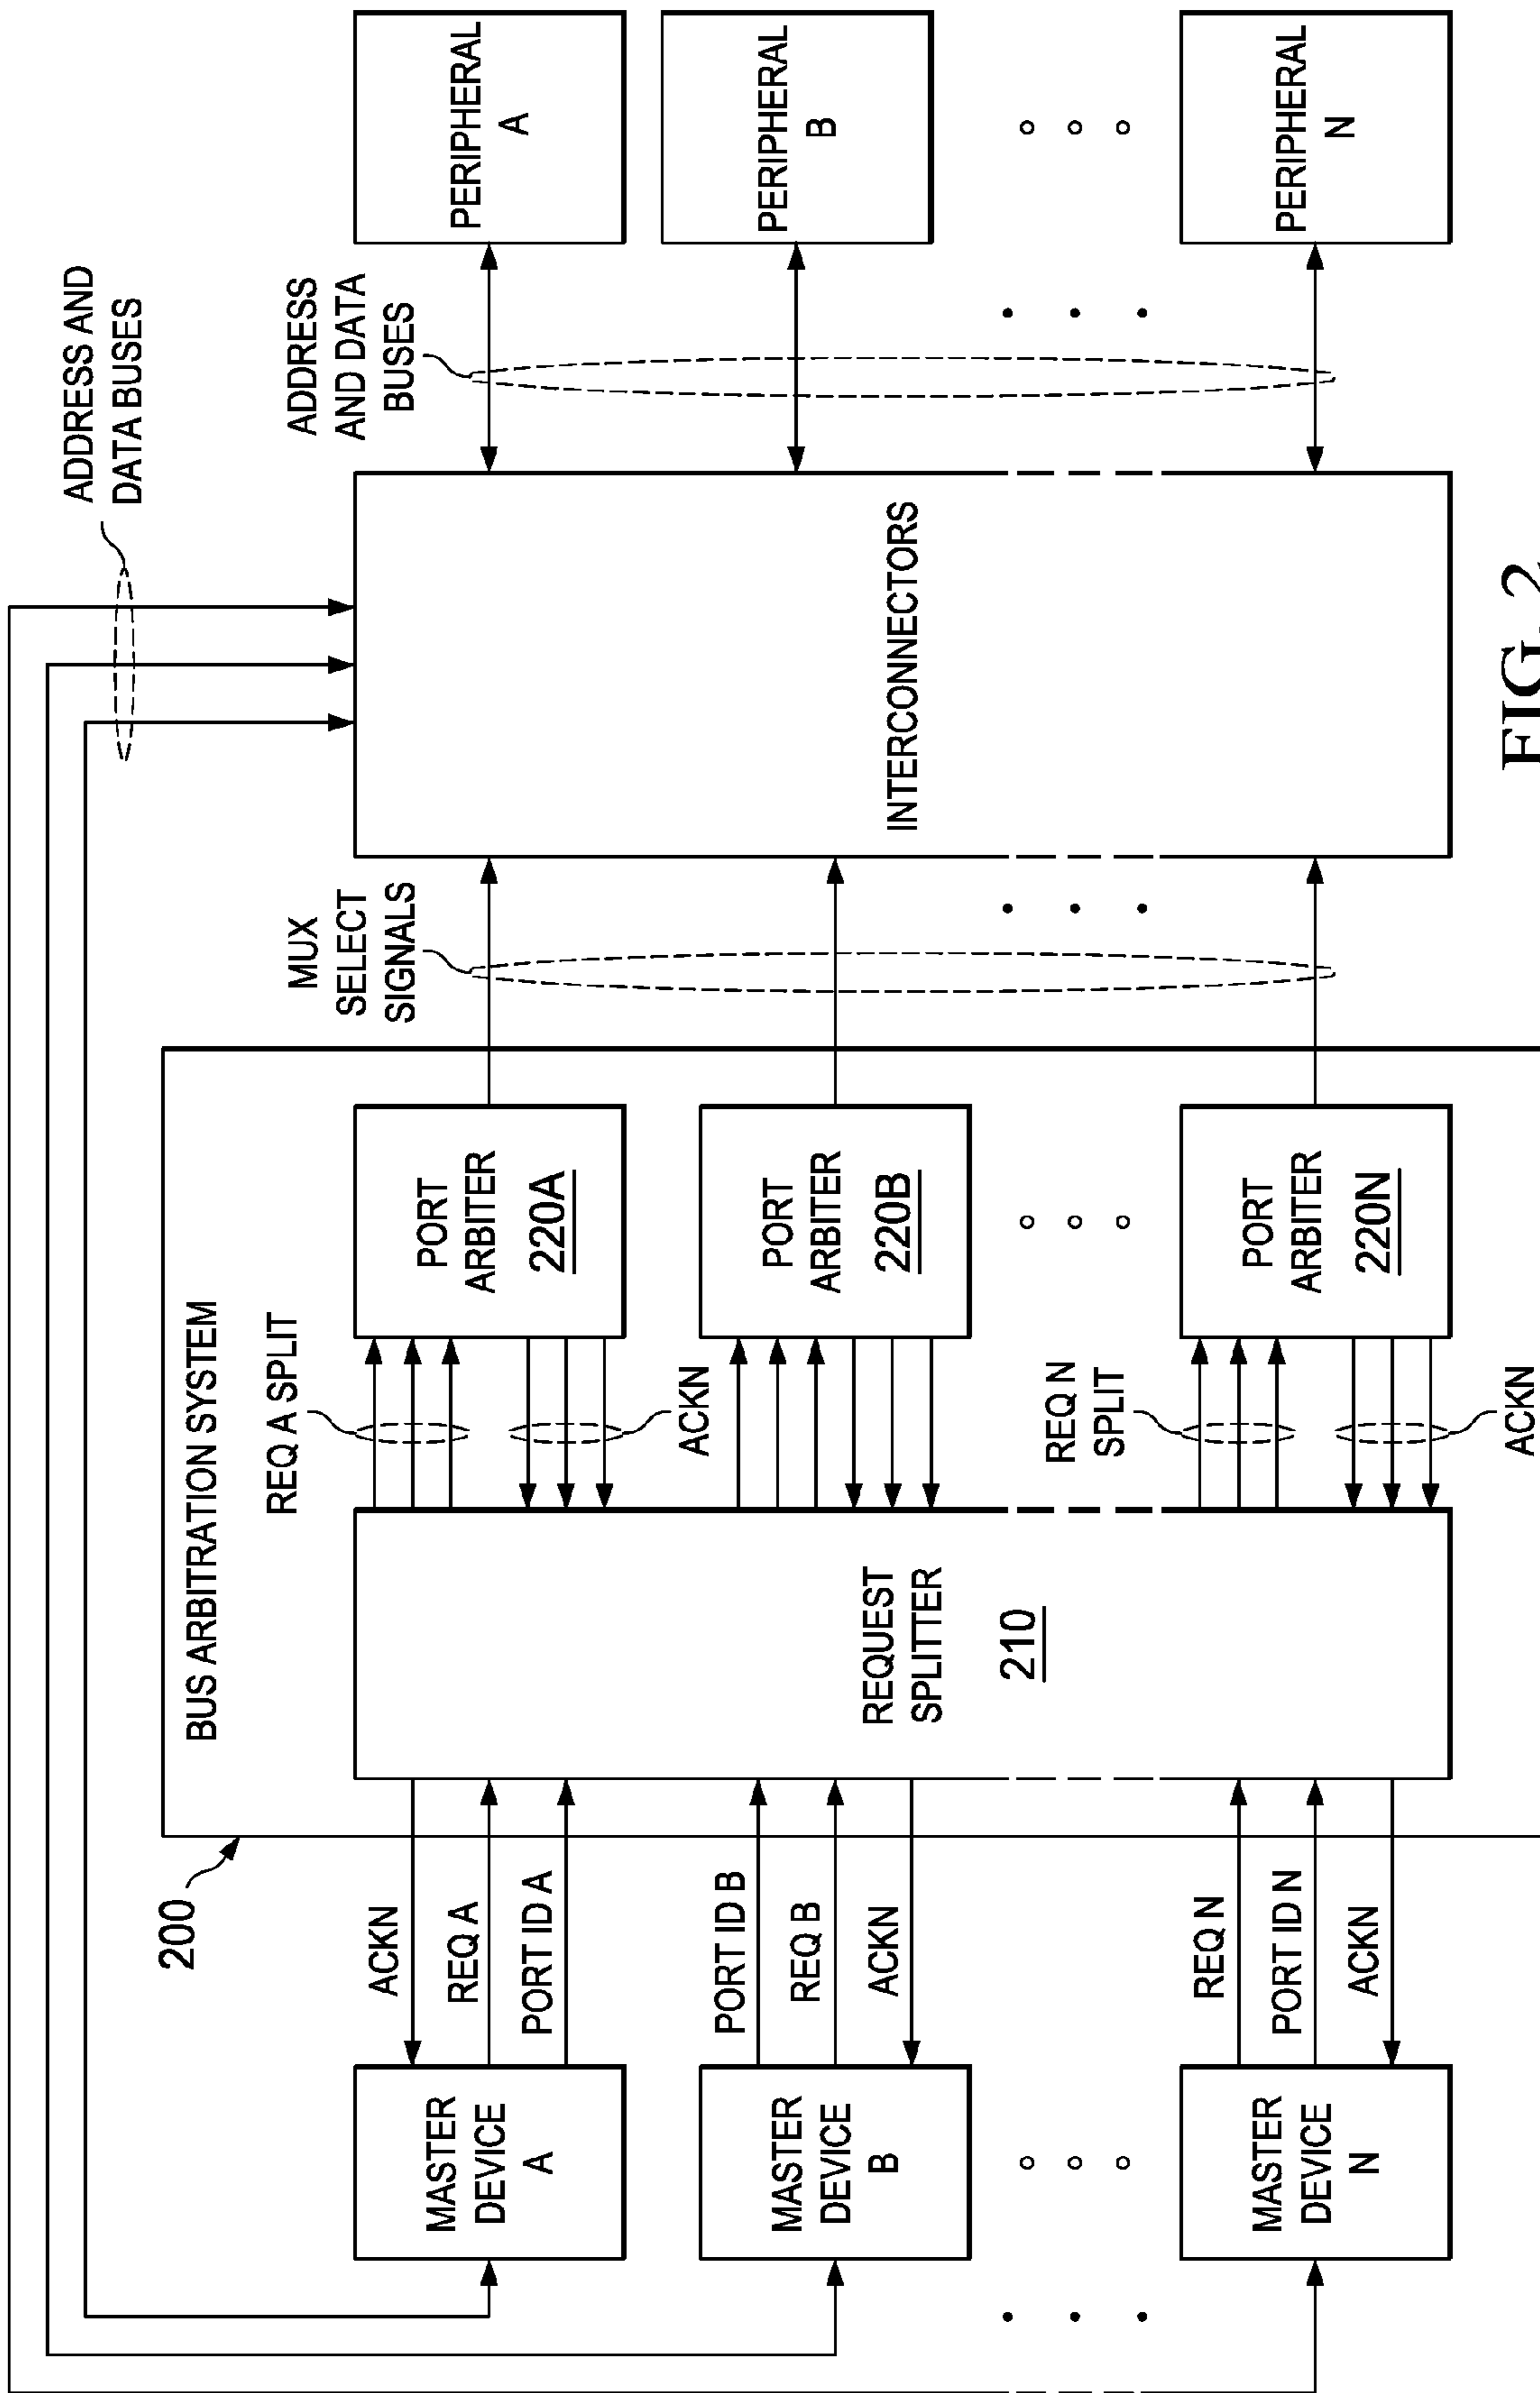 ADDRESS AND
DATA BUSES
200
BUS ARBITRATION SYSTEM
MASTER
DEVICE
A
ACKN
REQ A
PORT ID A
REQ A SPLIT
ACKN
PORT
ARBITER
220A
MUX
SELECT
SIGNALS
ADDRESS
AND DATA
BUSES
PERIPHERAL
A
MASTER
DEVICE
B
PORT ID B
REQ B
ACKN
REQUEST
SPLITTER
210
PORT
ARBITER
220B
INTERCONNECTORS
PERIPHERAL
B
MASTER
DEVICE
N
REQ N
PORT ID N
ACKN
REQ N
SPLIT
ACKN
PORT
ARBITER
220N
PERIPHERAL
N
FIG. 2